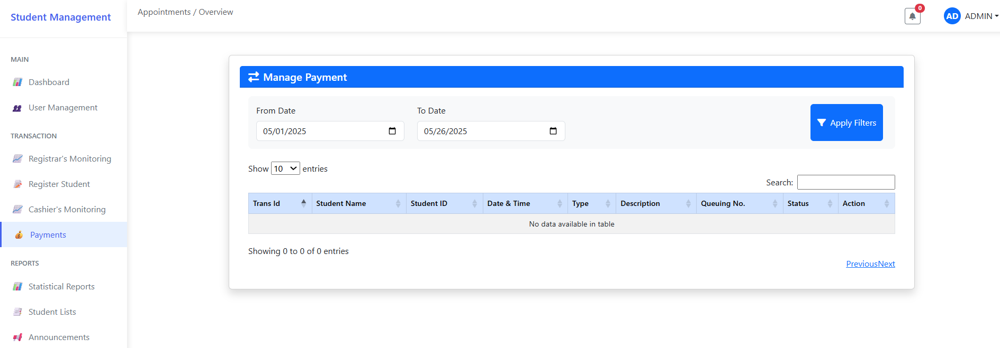 Student Management
Appointments / Overview
0
AD ADMIN
MAIN
Dashboard
User Management
TRANSACTION
Registrar's Monitoring
Register Student
Cashier's Monitoring
Payments
REPORTS
Statistical Reports
Student Lists
Announcements
Manage Payment
From Date To Date
05/01/2025 05/26/2025
Apply Filters
Show 10 entries
Search:
Trans Id Student Name Student ID Date & Time Type Description Queuing No. Status Action
No data available in table
Showing 0 to 0 of 0 entries
PreviousNext